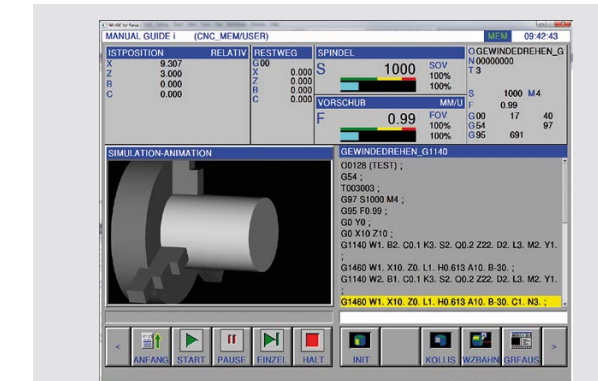 WinNC for Fanuc
MANUAL GUIDE i (CNC_MEM/USER) MEM 09:42:43
ISTPOSITION RELATIV
X 9.307
Z 3.000
B 0.000
C 0.000
RESTWEG
G00
X 0.000
Z 0.000
B 0.000
C 0.000
SPINDEL
S 1000 SOV
100%
100%
VORSCHUB MM/U
F 0.99 FOV
100%
100%
O GEWINDEDREHEN_G
N 00000000
T 3
S 1000 M4
F 0.99
G00 17 40
G54 97
G95 691
SIMULATION-ANIMATION
GEWINDEDREHEN_G1140
O0128 (TEST) ;
G54 ;
T003003 ;
G97 S1000 M4 ;
G95 F0.99 ;
G0 Y0 ;
G0 X10 Z10 ;
G1140 W1. B2. C0.1 K3. S2. Q0.2 Z22. D2. L3. M2. Y1.
;
G1460 W1. X10. Z0. L1. H0.613 A10. B-30. ;
G1140 W2. B1. C0.1 K3. S2. Q0.2 Z22. D2. L3. M2. Y1.
;
G1460 W1. X10. Z0. L1. H0.613 A10. B-30. C1. N3. ;
< ANFANG START PAUSE EINZEL HALT INIT KOLLIS WZBAHN GRFAUS >